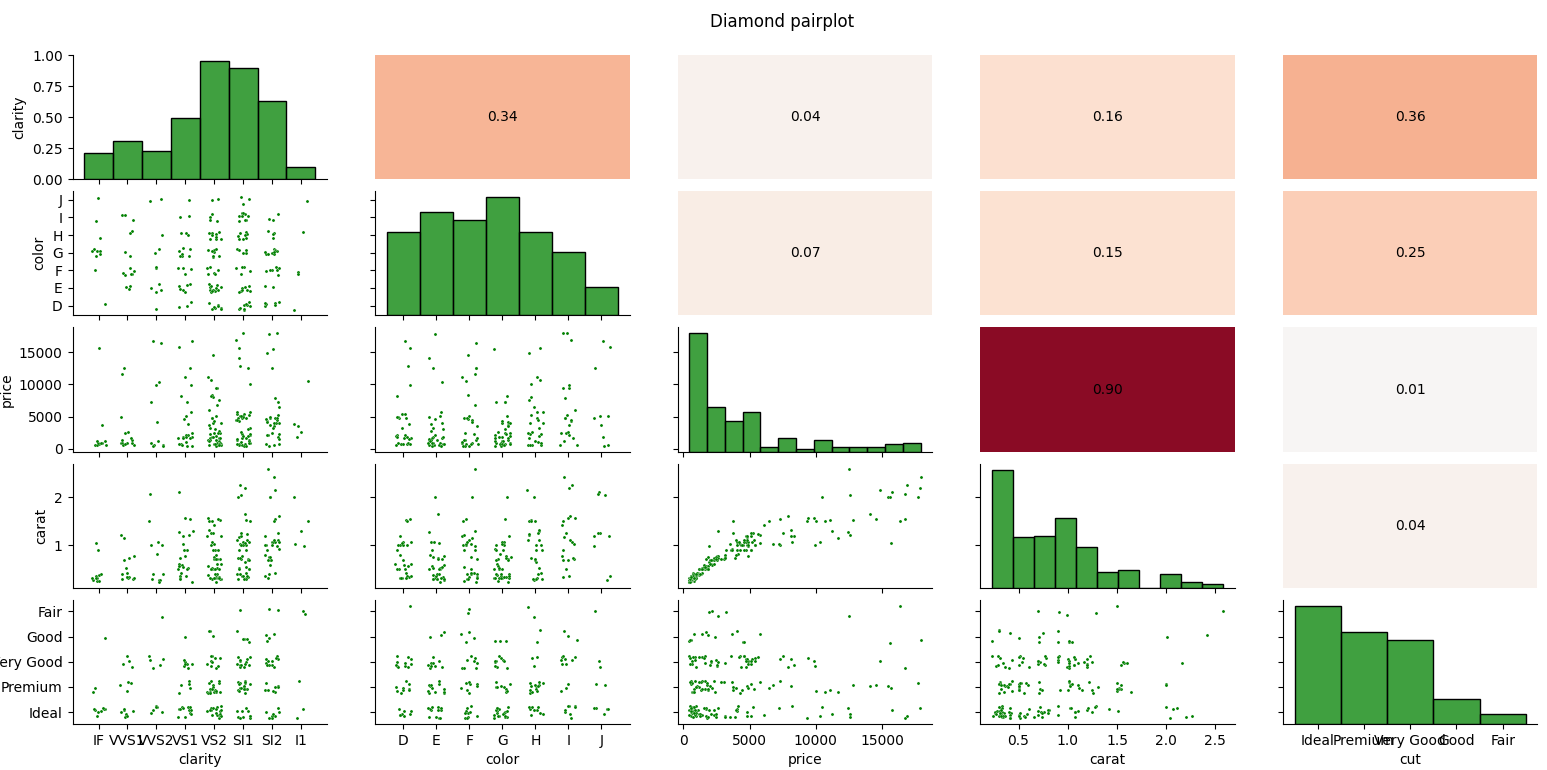 Diamond pairplot
1.00
0.75
0.50
0.25
0.00
clarity
0.34
0.04
0.16
0.36
J
I
H
G
F
E
D
color
0.07
0.15
0.25
15000
10000
5000
0
price
0.90
0.01
2
1
carat
0.04
Fair
Good
ery Good
Premium
Ideal
IF VVS1 VVS2 VS1 VS2 SI1 SI2 I1
clarity
D E F G H I J
color
0 5000 10000 15000
price
0.5 1.0 1.5 2.0 2.5
carat
Ideal Premium Very Good Good Fair
cut